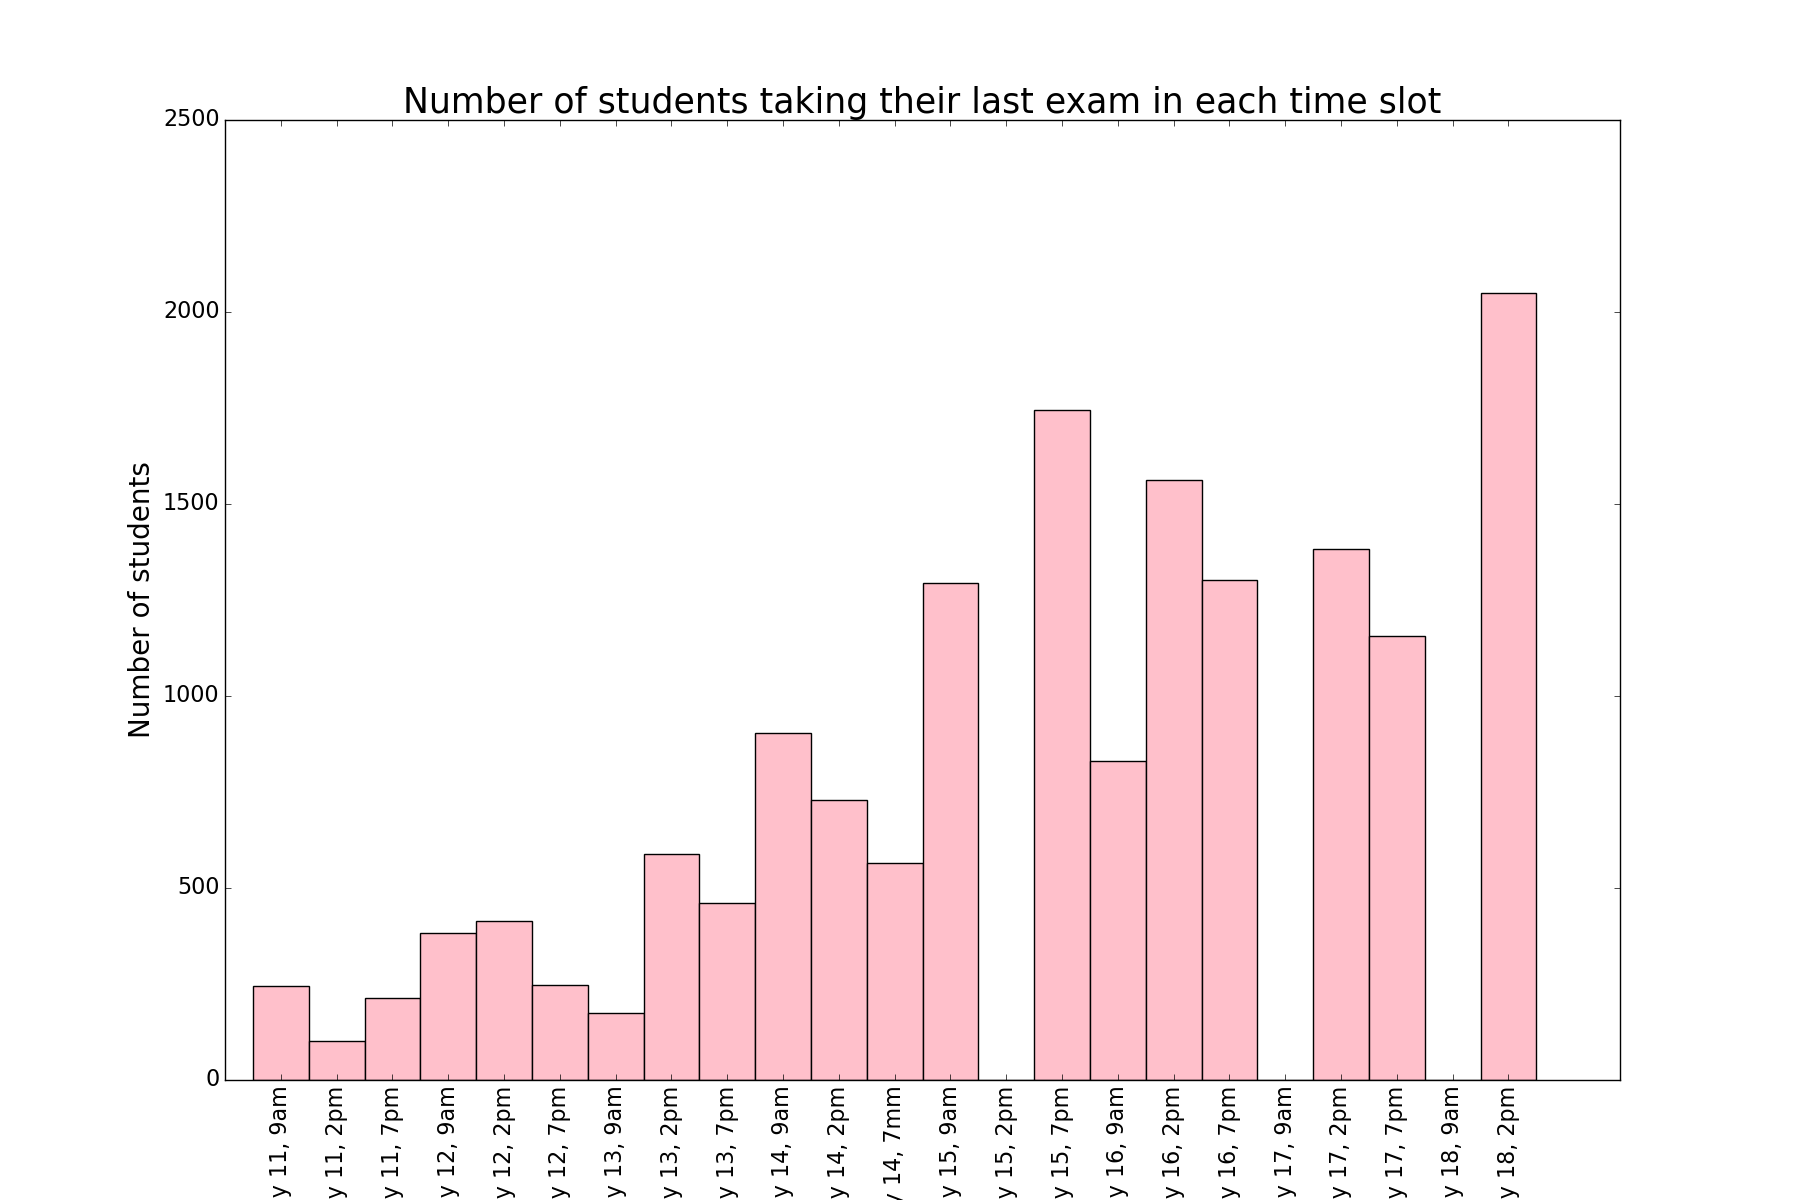 Number of students taking their last exam in each time slot
2500
2000
1500
1000
500
0
Number of students
y 11, 9am
y 11, 2pm
y 11, 7pm
y 12, 9am
y 12, 2pm
y 12, 7pm
y 13, 9am
y 13, 2pm
y 13, 7pm
y 14, 9am
y 14, 2pm
y 14, 7mm
y 15, 9am
y 15, 2pm
y 15, 7pm
y 16, 9am
y 16, 2pm
y 16, 7pm
y 17, 9am
y 17, 2pm
y 17, 7pm
y 18, 9am
y 18, 2pm